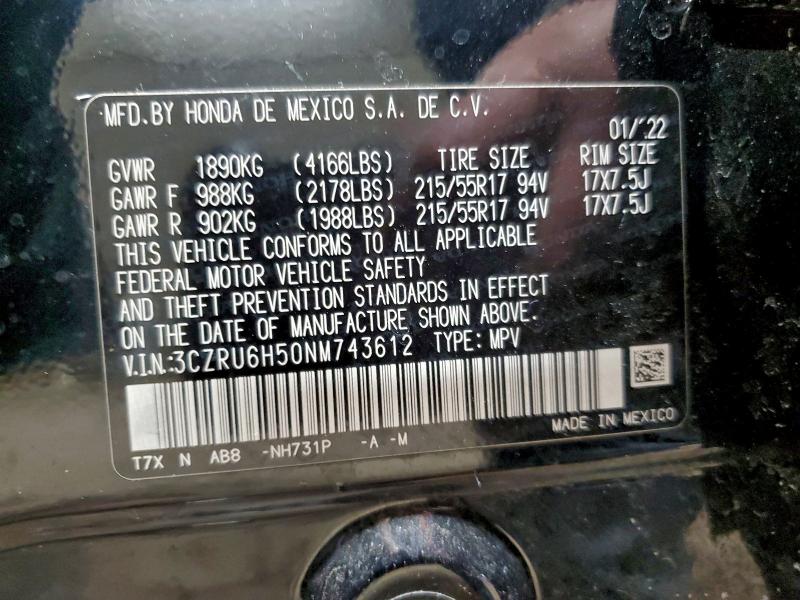 MFD. BY HONDA DE MEXICO S.A. DE C.V.
01/'22
GVWR 1890KG (4166LBS) TIRE SIZE RIM SIZE
GAWR F 988KG (2178LBS) 215/55R17 94V 17X7.5J
GAWR R 902KG (1988LBS) 215/55R17 94V 17X7.5J
THIS VEHICLE CONFORMS TO ALL APPLICABLE
FEDERAL MOTOR VEHICLE SAFETY
AND THEFT PREVENTION STANDARDS IN EFFECT
ON THE DATE OF MANUFACTURE SHOWN ABOVE.
V.I.N.:3CZRU6H50NM743612 TYPE: MPV
MADE IN MEXICO
T7X N AB8 -NH731P -A -M